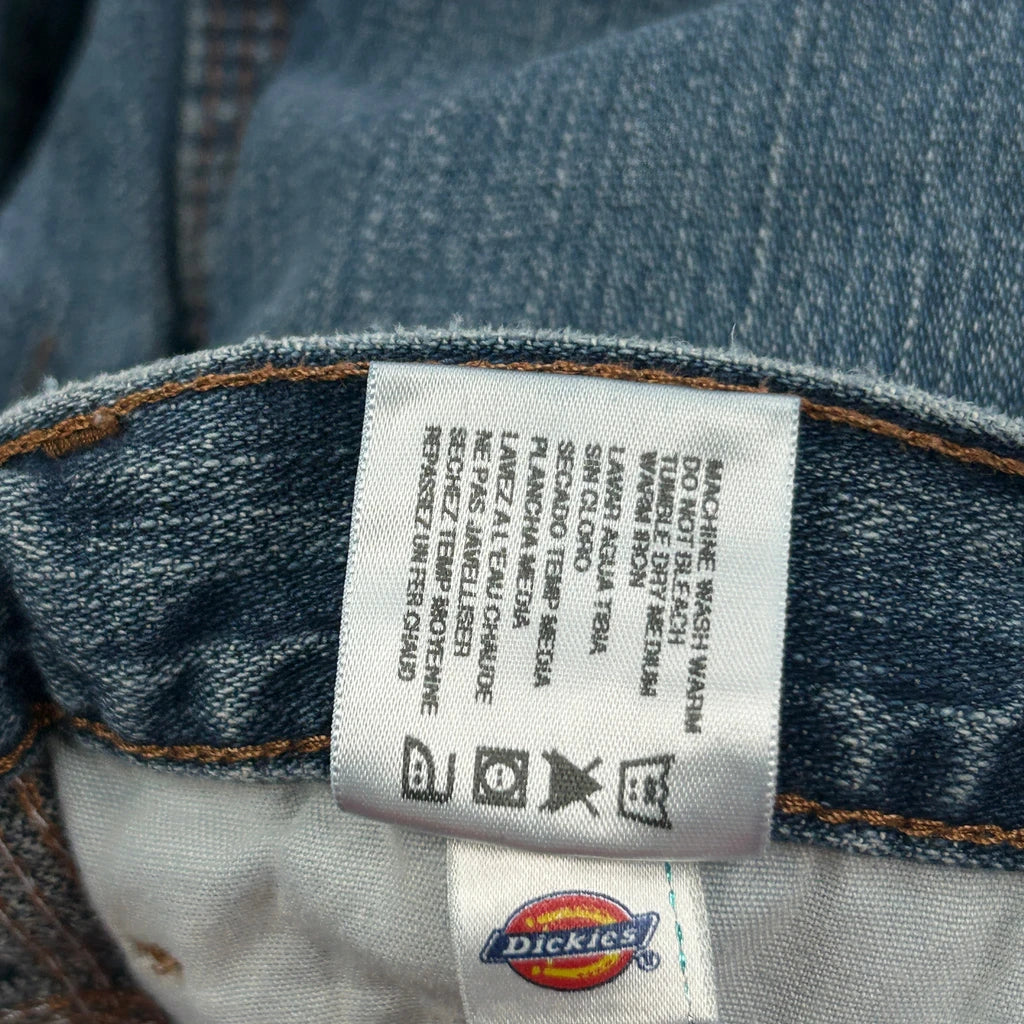 MACHINE WASH WARM
DO NOT BLEACH
TUMBLE DRY MEDIUM
WARM IRON
LAVAR AGUA TIBIA
SIN CLORO
SECADO TEMP MEDIA
PLANCHA MEDIA
LAVEZ A L'EAU CHAUDE
NE PAS JAVELLISER
SECHEZ TEMP MOYENNE
REPASSEZ UN FER CHAUD
Dickies®